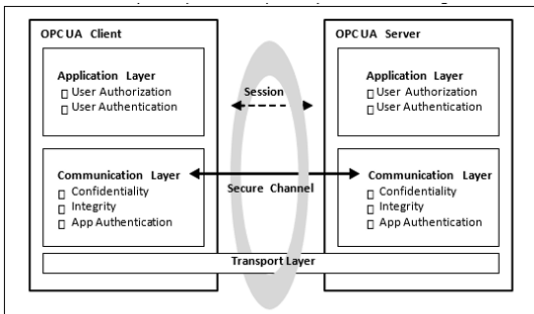 OPC UA Client
Application Layer
User Authorization
User Authentication
Communication Layer
Confidentiality
Integrity
App Authentication
Session
Secure Channel
Transport Layer
OPC UA Server
Application Layer
User Authorization
User Authentication
Communication Layer
Confidentiality
Integrity
App Authentication